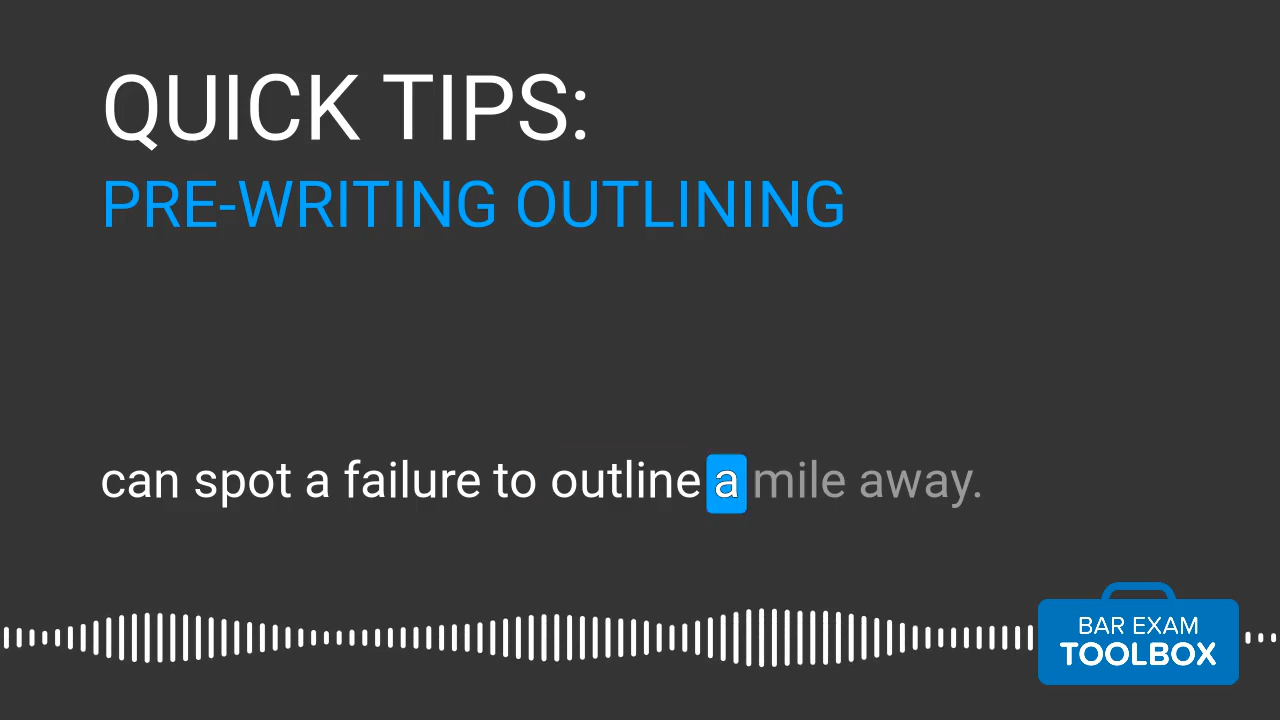 QUICK TIPS:
PRE-WRITING OUTLINING
can spot a failure to outline a mile away.
BAR EXAM
TOOLBOX